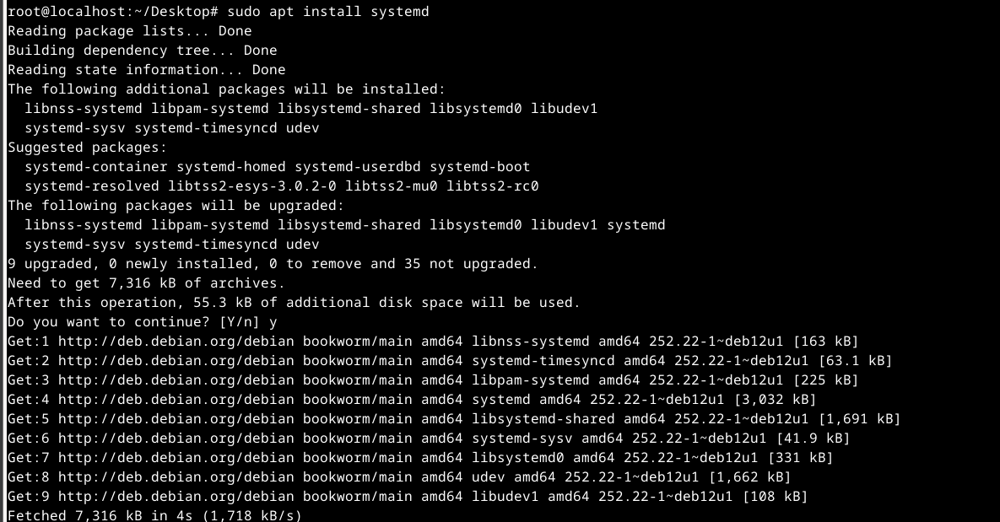 root@localhost:~/Desktop# sudo apt install systemd
Reading package lists... Done
Building dependency tree... Done
Reading state information... Done
The following additional packages will be installed:
  libnss-systemd libpam-systemd libsystemd-shared libsystemd0 libudev1
  systemd-sysv systemd-timesyncd udev
Suggested packages:
  systemd-container systemd-homed systemd-userdbd systemd-boot
  systemd-resolved libtss2-esys-3.0.2-0 libtss2-mu0 libtss2-rc0
The following packages will be upgraded:
  libnss-systemd libpam-systemd libsystemd-shared libsystemd0 libudev1 systemd
  systemd-sysv systemd-timesyncd udev
9 upgraded, 0 newly installed, 0 to remove and 35 not upgraded.
Need to get 7,316 kB of archives.
After this operation, 55.3 kB of additional disk space will be used.
Do you want to continue? [Y/n] y
Get:1 http://deb.debian.org/debian bookworm/main amd64 libnss-systemd amd64 252.22-1~deb12u1 [163 kB]
Get:2 http://deb.debian.org/debian bookworm/main amd64 systemd-timesyncd amd64 252.22-1~deb12u1 [63.1 kB]
Get:3 http://deb.debian.org/debian bookworm/main amd64 libpam-systemd amd64 252.22-1~deb12u1 [225 kB]
Get:4 http://deb.debian.org/debian bookworm/main amd64 systemd amd64 252.22-1~deb12u1 [3,032 kB]
Get:5 http://deb.debian.org/debian bookworm/main amd64 libsystemd-shared amd64 252.22-1~deb12u1 [1,691 kB]
Get:6 http://deb.debian.org/debian bookworm/main amd64 systemd-sysv amd64 252.22-1~deb12u1 [41.9 kB]
Get:7 http://deb.debian.org/debian bookworm/main amd64 libsystemd0 amd64 252.22-1~deb12u1 [331 kB]
Get:8 http://deb.debian.org/debian bookworm/main amd64 udev amd64 252.22-1~deb12u1 [1,662 kB]
Get:9 http://deb.debian.org/debian bookworm/main amd64 libudev1 amd64 252.22-1~deb12u1 [108 kB]
Fetched 7,316 kB in 4s (1,718 kB/s)